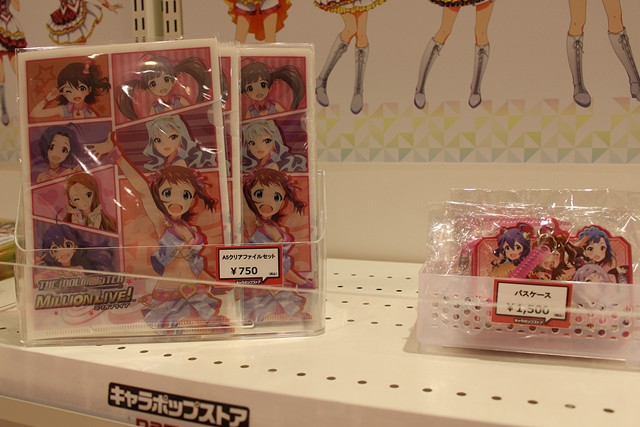 THE IDOLM@STER
MILLION LIVE!
A5クリアファイルセット
¥750
パスケース
¥1,500
キャラポップストア